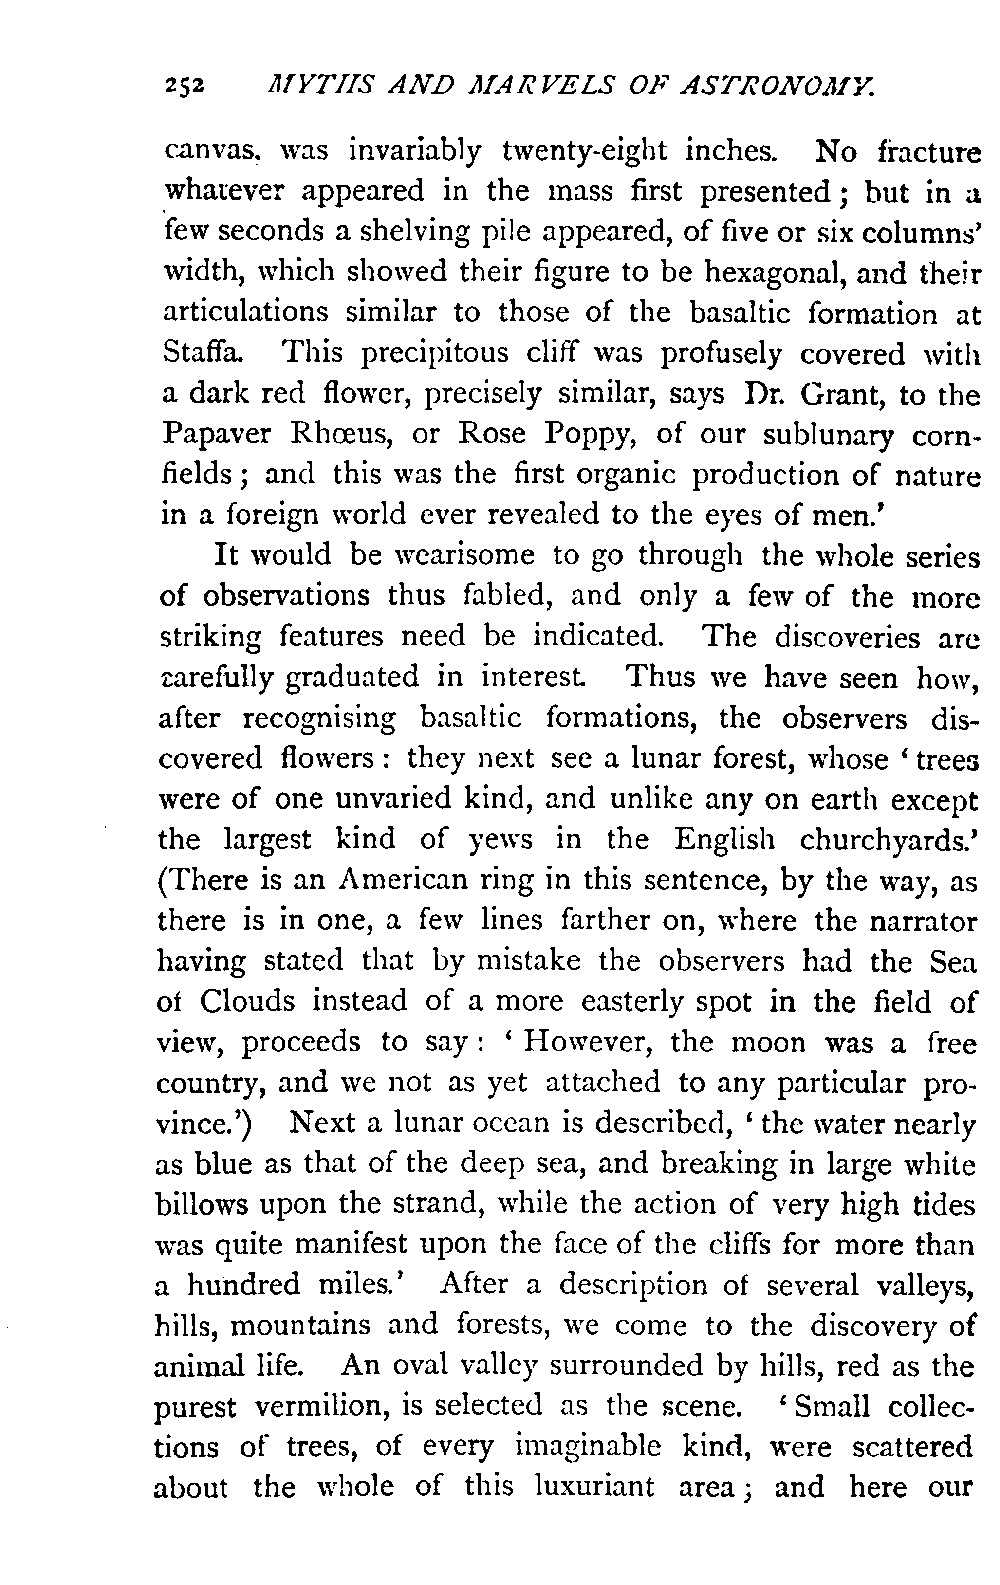 252 MYTHS AND MARVELS OF ASTRONOMY.
canvas, was invariably twenty-eight inches. No fracture
whatever appeared in the mass first presented; but in a
few seconds a shelving pile appeared, of five or six columns'
width, which showed their figure to be hexagonal, and their
articulations similar to those of the basaltic formation at
Staffa. This precipitous cliff was profusely covered with
a dark red flower, precisely similar, says Dr. Grant, to the
Papaver Rhœus, or Rose Poppy, of our sublunary corn-
fields; and this was the first organic production of nature
in a foreign world ever revealed to the eyes of men.'
It would be wearisome to go through the whole series
of observations thus fabled, and only a few of the more
striking features need be indicated. The discoveries are
carefully graduated in interest. Thus we have seen how,
after recognising basaltic formations, the observers dis-
covered flowers: they next see a lunar forest, whose 'trees
were of one unvaried kind, and unlike any on earth except
the largest kind of yews in the English churchyards.'
(There is an American ring in this sentence, by the way, as
there is in one, a few lines farther on, where the narrator
having stated that by mistake the observers had the Sea
of Clouds instead of a more easterly spot in the field of
view, proceeds to say: 'However, the moon was a free
country, and we not as yet attached to any particular pro-
vince.') Next a lunar ocean is described, 'the water nearly
as blue as that of the deep sea, and breaking in large white
billows upon the strand, while the action of very high tides
was quite manifest upon the face of the cliffs for more than
a hundred miles.' After a description of several valleys,
hills, mountains and forests, we come to the discovery of
animal life. An oval valley surrounded by hills, red as the
purest vermilion, is selected as the scene. 'Small collec-
tions of trees, of every imaginable kind, were scattered
about the whole of this luxuriant area; and here our